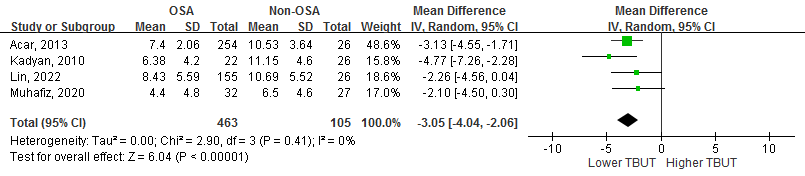 OSA Non-OSA Mean Difference Mean Difference
Study or Subgroup Mean SD Total Mean SD Total Weight IV, Random, 95% CI IV, Random, 95% CI
Acar, 2013 7.4 2.06 254 10.53 3.64 26 48.6% -3.13 [-4.55, -1.71]
Kadyan, 2010 6.38 4.2 22 11.15 4.6 26 15.8% -4.77 [-7.26, -2.28]
Lin, 2022 8.43 5.59 155 10.69 5.52 26 18.6% -2.26 [-4.56, 0.04]
Muhafiz, 2020 4.4 4.8 32 6.5 4.6 27 17.0% -2.10 [-4.50, 0.30]
Total (95% CI) 463 105 100.0% -3.05 [-4.04, -2.06]
Heterogeneity: Tau² = 0.00; Chi² = 2.90, df = 3 (P = 0.41); I² = 0%
Test for overall effect: Z = 6.04 (P < 0.00001)
-10 -5 0 5 10
Lower TBUT Higher TBUT